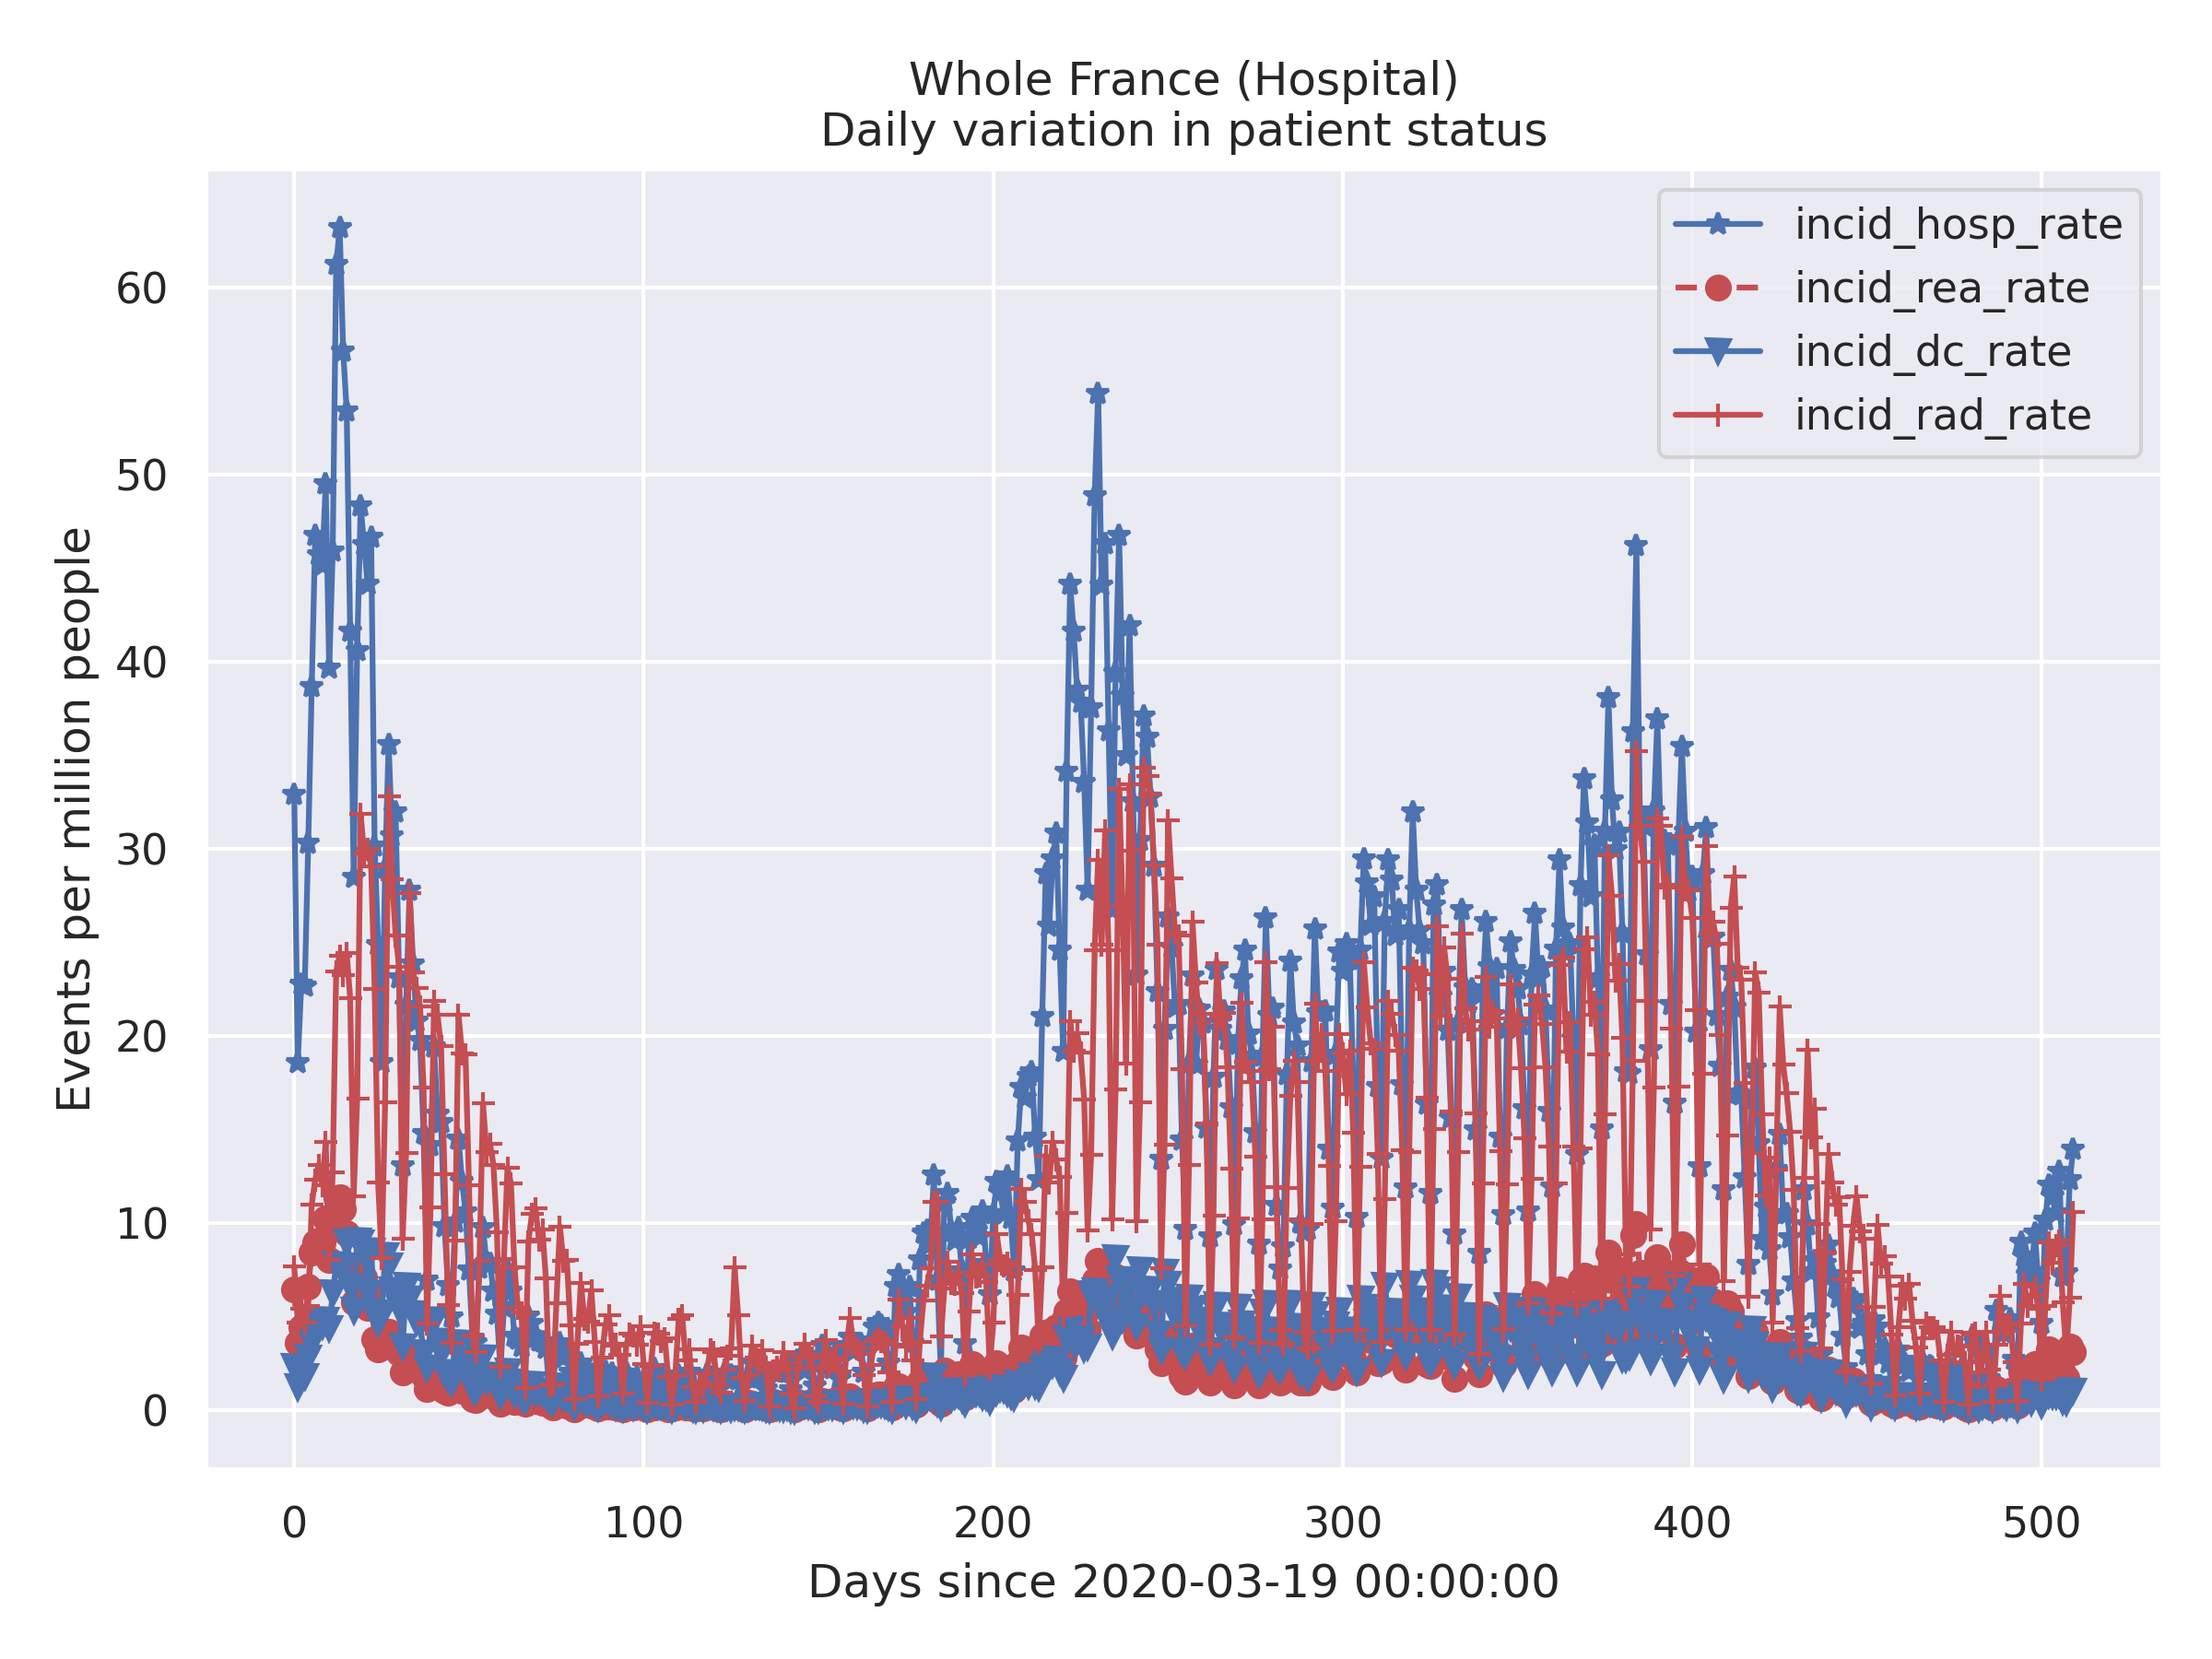 Whole France (Hospital)
Daily variation in patient status
incid_hosp_rate
incid_rea_rate
incid_dc_rate
incid_rad_rate
Events per million people
60
50
40
30
20
10
0
0 100 200 300 400 500
Days since 2020-03-19 00:00:00